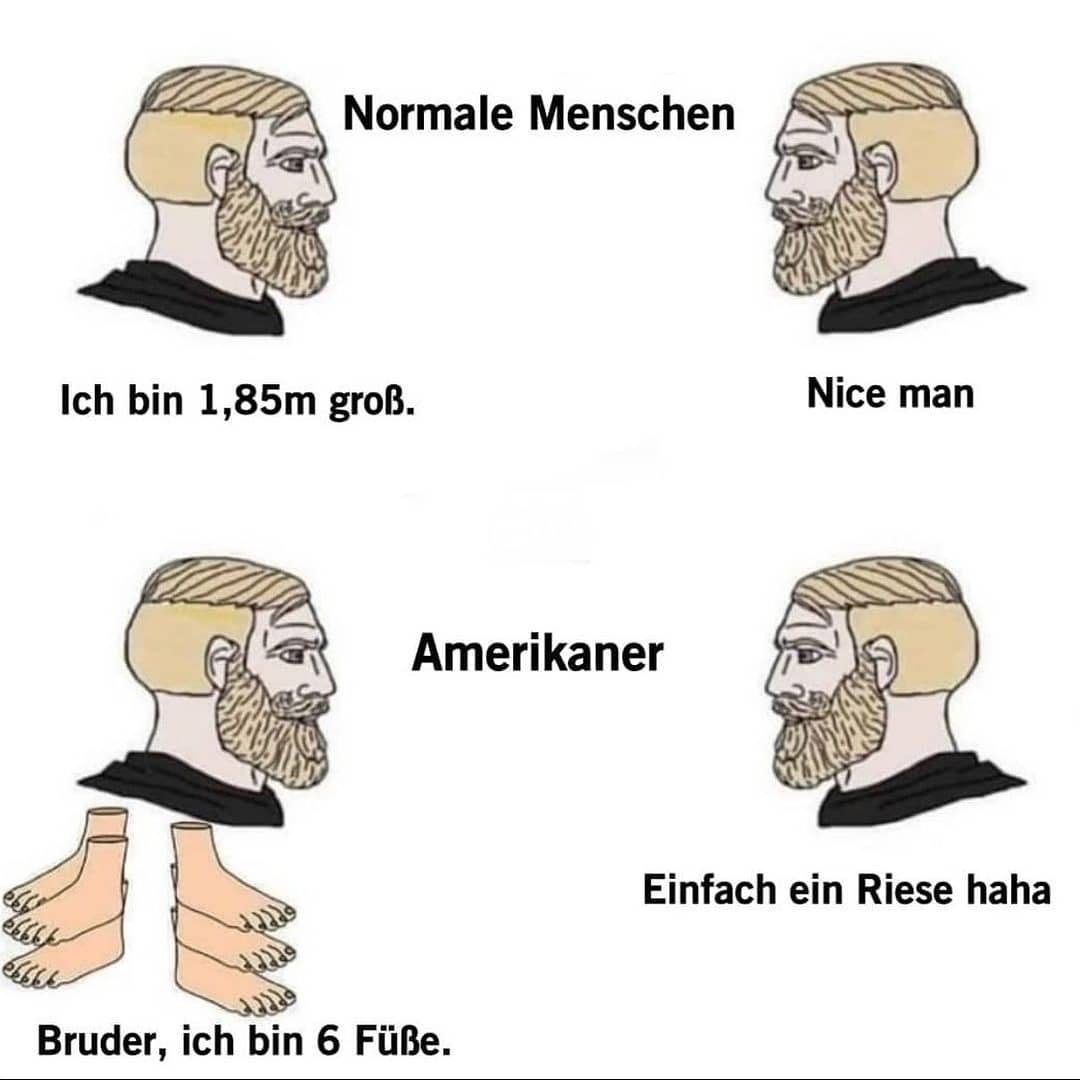 Normale Menschen
Ich bin 1,85m groß.
Nice man
Amerikaner
Einfach ein Riese haha
Bruder, ich bin 6 Füße.